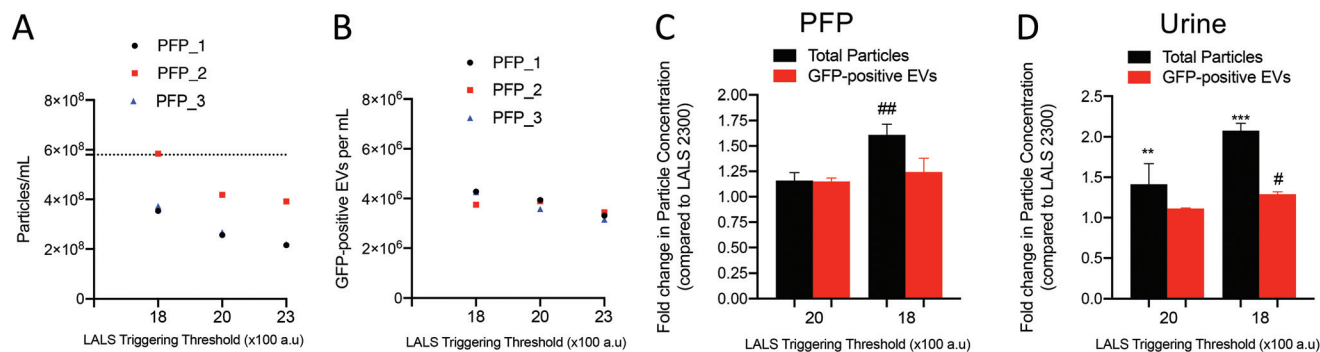 A
PFP_1
PFP_2
PFP_3
8×10⁸
6×10⁸
4×10⁸
2×10⁸
0
Particles/mL
18
20
23
LALS Triggering Threshold (x100 a.u)
B
PFP_1
PFP_2
PFP_3
8×10⁶
6×10⁶
4×10⁶
2×10⁶
0
GFP-positive EVs per mL
18
20
23
LALS Triggering Threshold (x100 a.u)
C
PFP
Total Particles
GFP-positive EVs
Fold change in Particle Concentration
(compared to LALS 2300)
2.00
1.75
1.50
1.25
1.00
0.75
0.50
0.25
0.00
##
20
18
LALS Triggering Threshold (x100 a.u)
D
Urine
Total Particles
GFP-positive EVs
Fold change in Particle Concentration
(compared to LALS 2300)
2.5
2.0
1.5
1.0
0.5
0.0
**
***
#
20
18
LALS Triggering Threshold (x100 a.u)